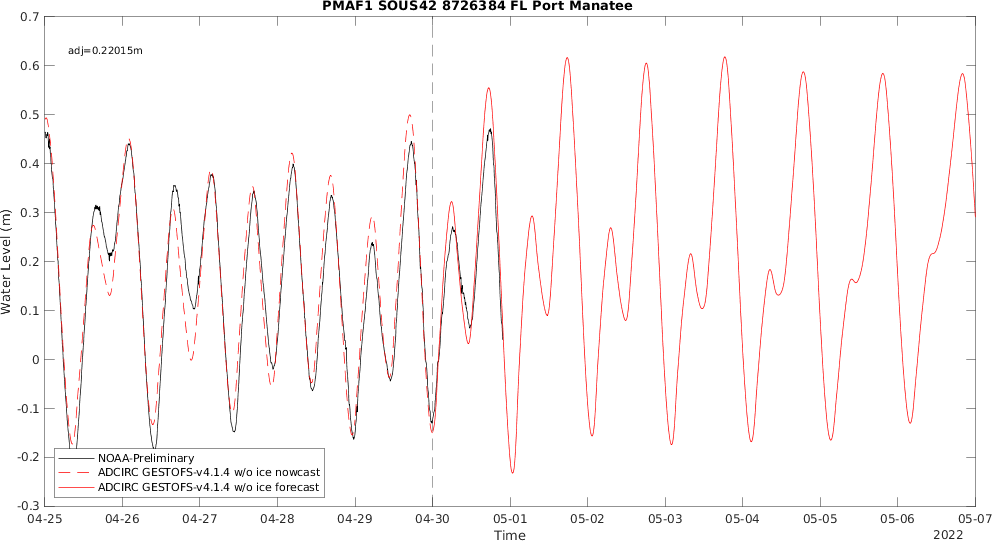 PMAF1 SOUS42 8726384 FL Port Manatee
adj=0.22015m
Water Level (m)
0.7
0.6
0.5
0.4
0.3
0.2
0.1
0
-0.1
-0.2
-0.3
NOAA-Preliminary
ADCIRC GESTOFS-v4.1.4 w/o ice nowcast
ADCIRC GESTOFS-v4.1.4 w/o ice forecast
04-25 04-26 04-27 04-28 04-29 04-30 05-01 05-02 05-03 05-04 05-05 05-06 05-07
Time
2022